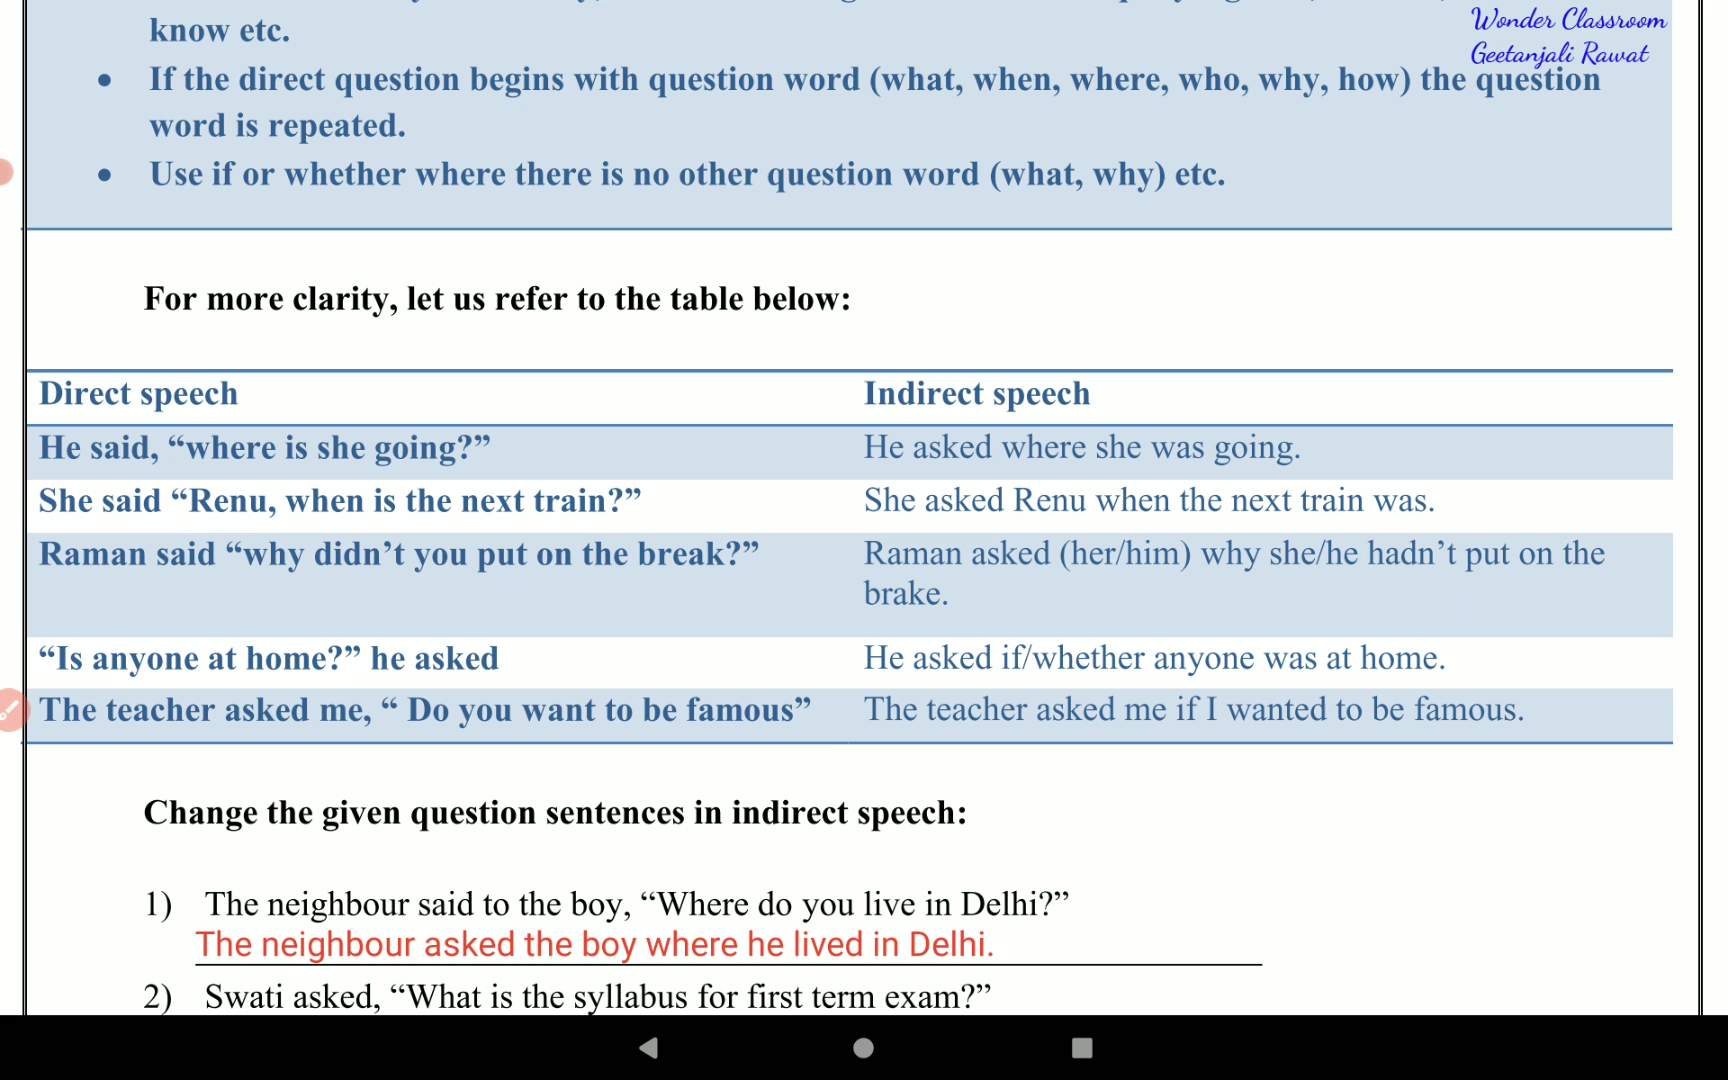 Wonder Classroom
know etc.
Geetanjali Rawat
• If the direct question begins with question word (what, when, where, who, why, how) the question
word is repeated.
• Use if or whether where there is no other question word (what, why) etc.
For more clarity, let us refer to the table below:
Direct speech Indirect speech
He said, “where is she going?” He asked where she was going.
She said “Renu, when is the next train?” She asked Renu when the next train was.
Raman said “why didn’t you put on the break?” Raman asked (her/him) why she/he hadn’t put on the
brake.
“Is anyone at home?” he asked He asked if/whether anyone was at home.
The teacher asked me, “ Do you want to be famous” The teacher asked me if I wanted to be famous.
Change the given question sentences in indirect speech:
1) The neighbour said to the boy, “Where do you live in Delhi?”
The neighbour asked the boy where he lived in Delhi.
2) Swati asked, “What is the syllabus for first term exam?”